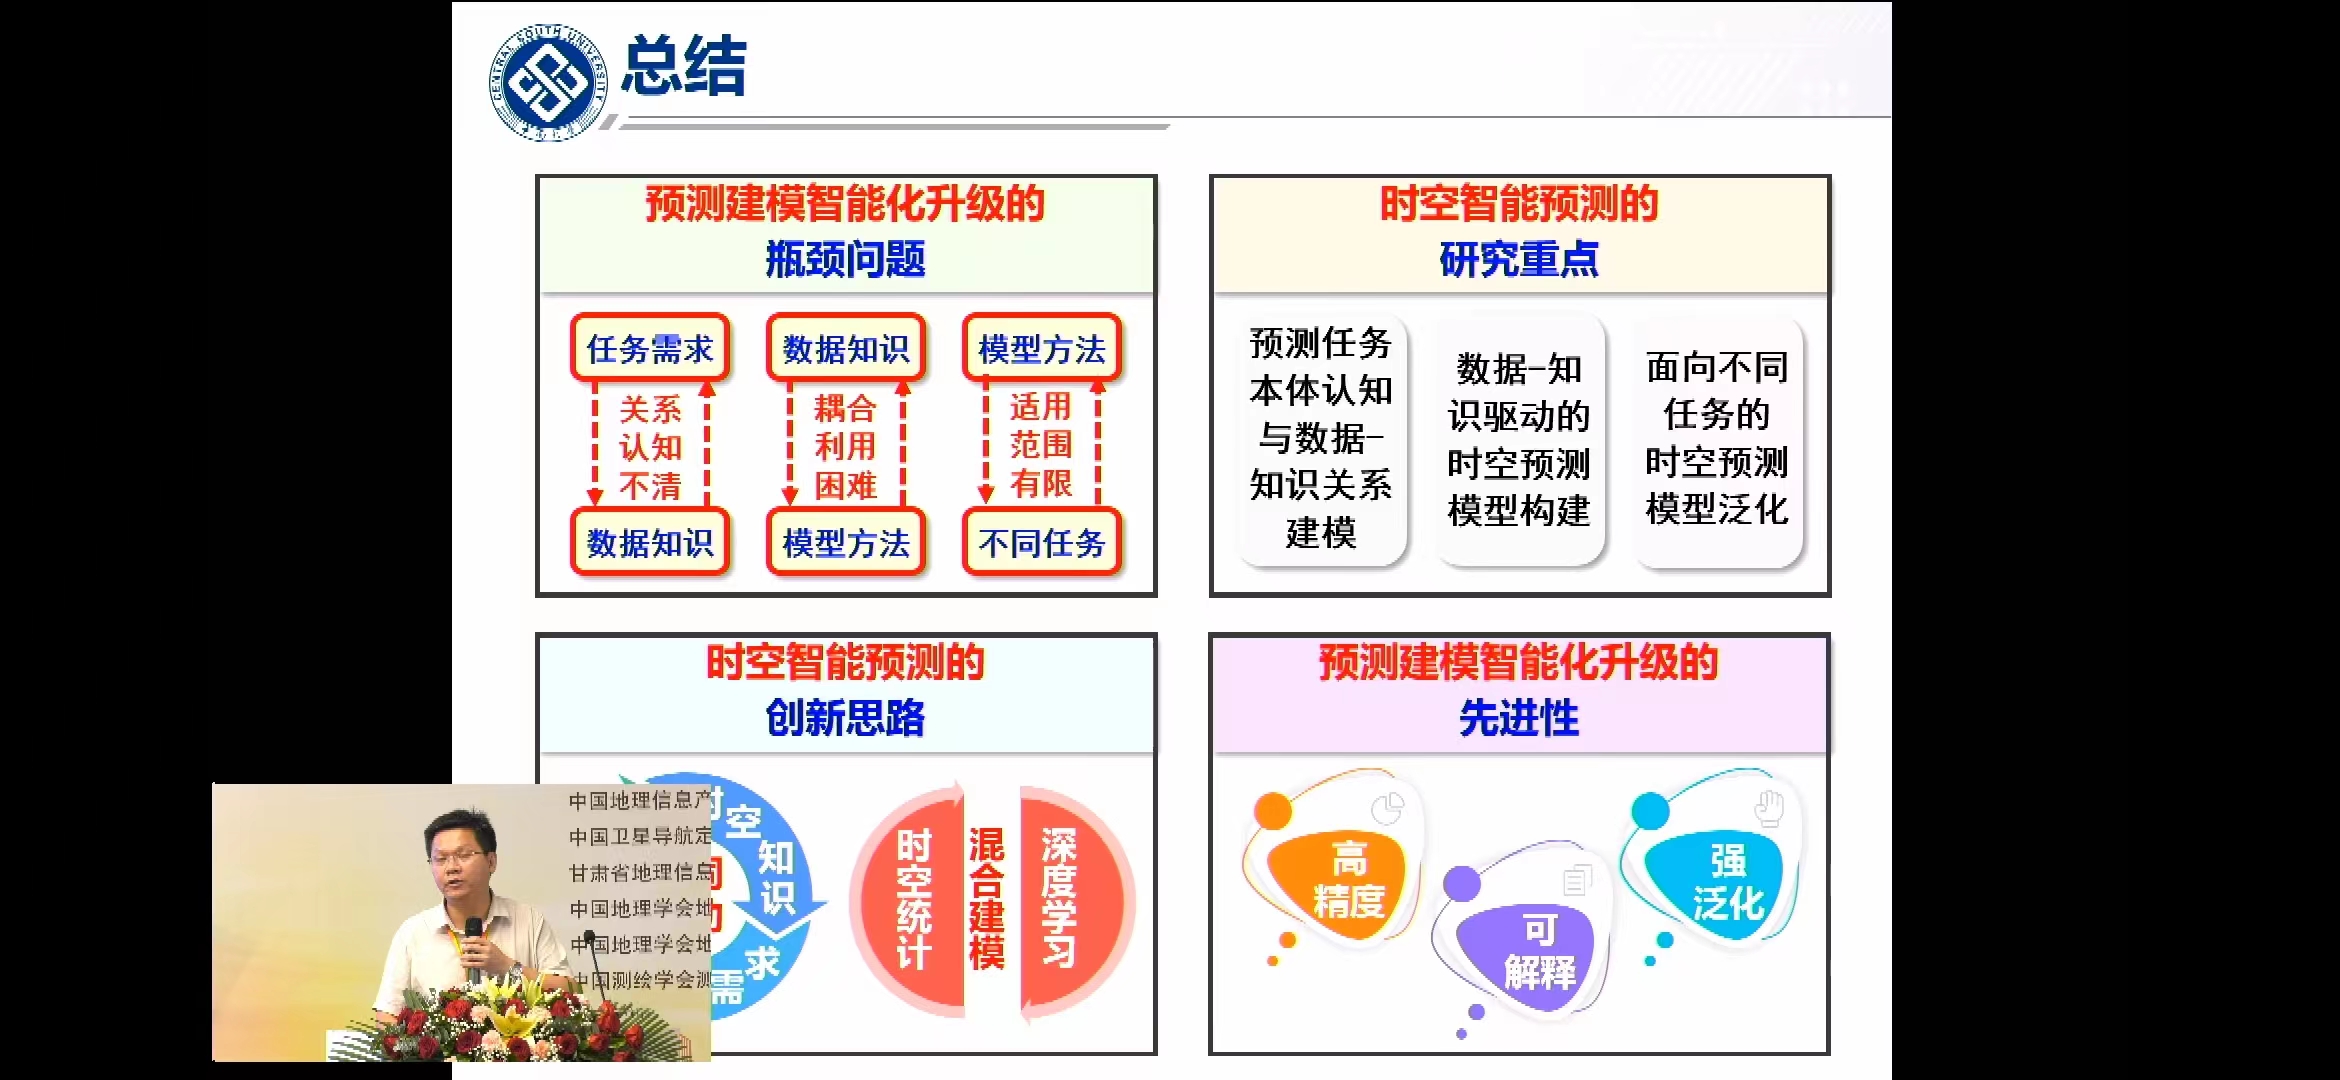 CENTRAL SOUTH UNIVERSITY
总结
预测建模智能化升级的
瓶颈问题
任务需求
关系
认知
不清
数据知识
数据知识
耦合
利用
困难
模型方法
模型方法
适用
范围
有限
不同任务
时空智能预测的
研究重点
预测任务
本体认知
与数据-
知识关系
建模
数据-知
识驱动的
时空预测
模型构建
面向不同
任务的
时空预测
模型泛化
时空智能预测的
创新思路
时空
知识
需求
时空统计
混合建模
深度学习
预测建模智能化升级的
先进性
高
精度
可
解释
强
泛化
中国地理信息产
中国卫星导航定
甘肃省地理信息
中国地理学会地
中国地理学会地
中国测绘学会测